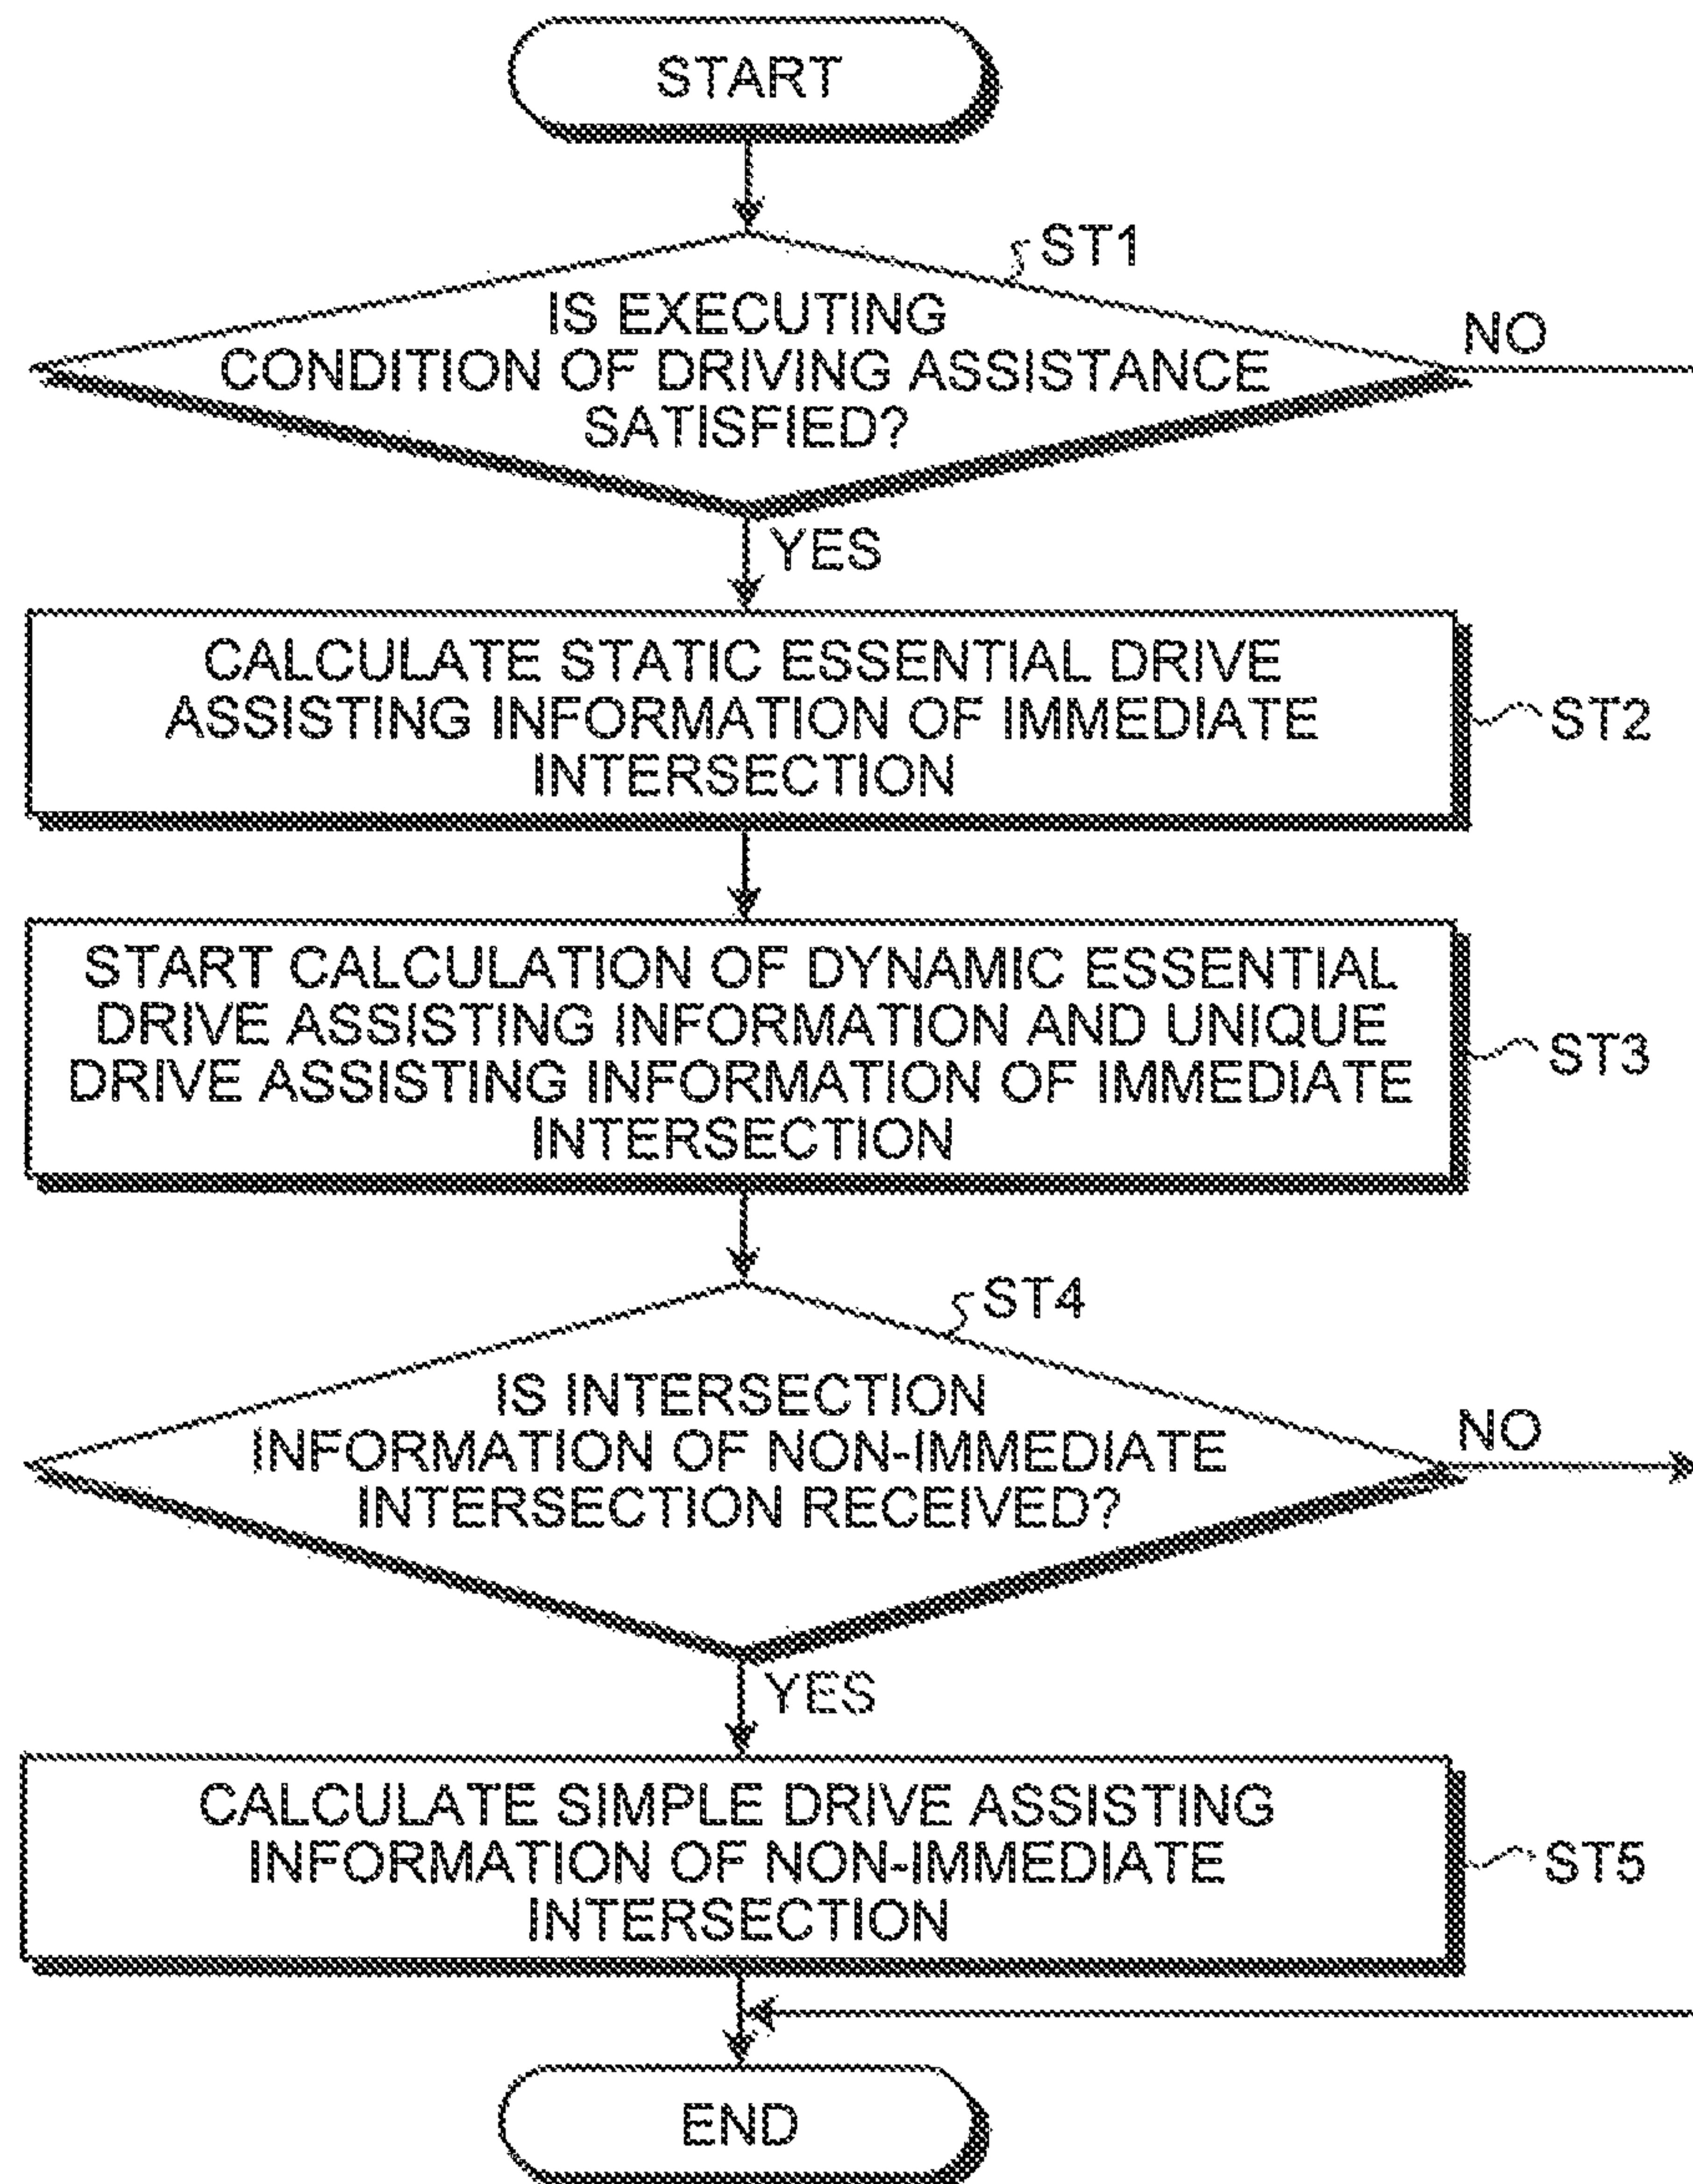 START
ST1
IS EXECUTING
CONDITION OF DRIVING ASSISTANCE
SATISFIED?
NO
YES
CALCULATE STATIC ESSENTIAL DRIVE
ASSISTING INFORMATION OF IMMEDIATE
INTERSECTION
ST2
START CALCULATION OF DYNAMIC ESSENTIAL
DRIVE ASSISTING INFORMATION AND UNIQUE
DRIVE ASSISTING INFORMATION OF IMMEDIATE
INTERSECTION
ST3
ST4
IS INTERSECTION
INFORMATION OF NON-IMMEDIATE
INTERSECTION RECEIVED?
NO
YES
CALCULATE SIMPLE DRIVE ASSISTING
INFORMATION OF NON-IMMEDIATE
INTERSECTION
ST5
END